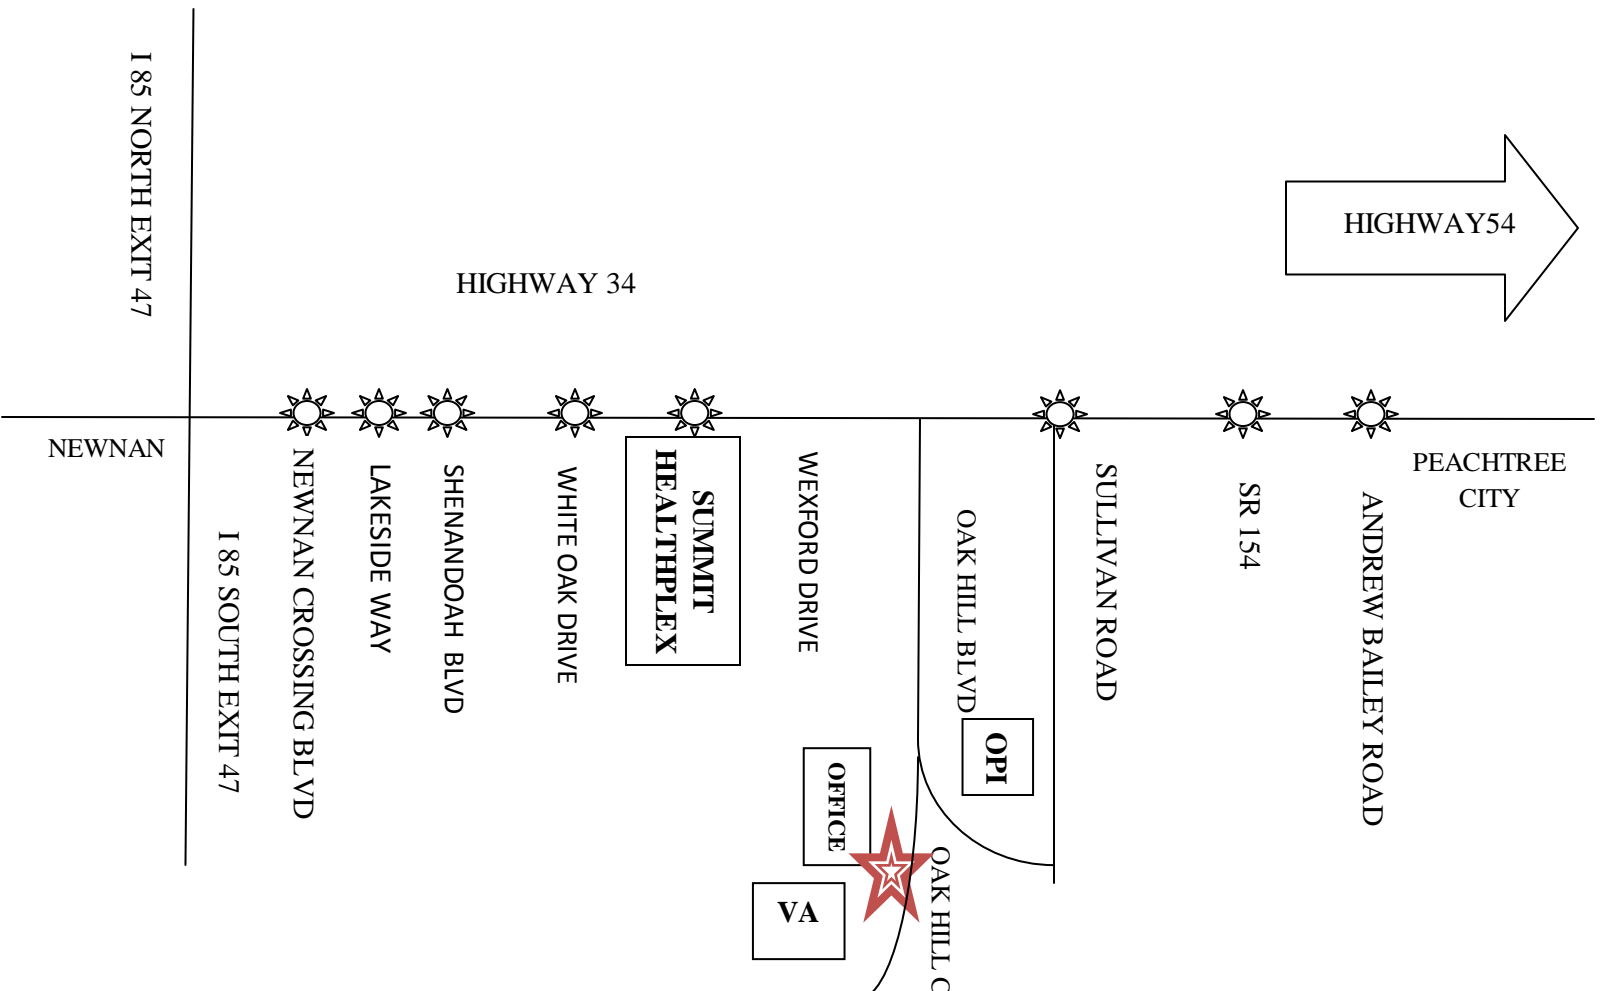 I 85 NORTH EXIT 47
HIGHWAY54
HIGHWAY 34
NEWNAN
PEACHTREE
CITY
I 85 SOUTH EXIT 47
NEWNAN CROSSING BLVD
LAKESIDE WAY
SHENANDOAH BLVD
WHITE OAK DRIVE
SUMMIT
HEALTHPLEX
WEXFORD DRIVE
OAK HILL BLVD
SULLIVAN ROAD
SR 154
ANDREW BAILEY ROAD
OPI
OFFICE
VA
OAK HILL C